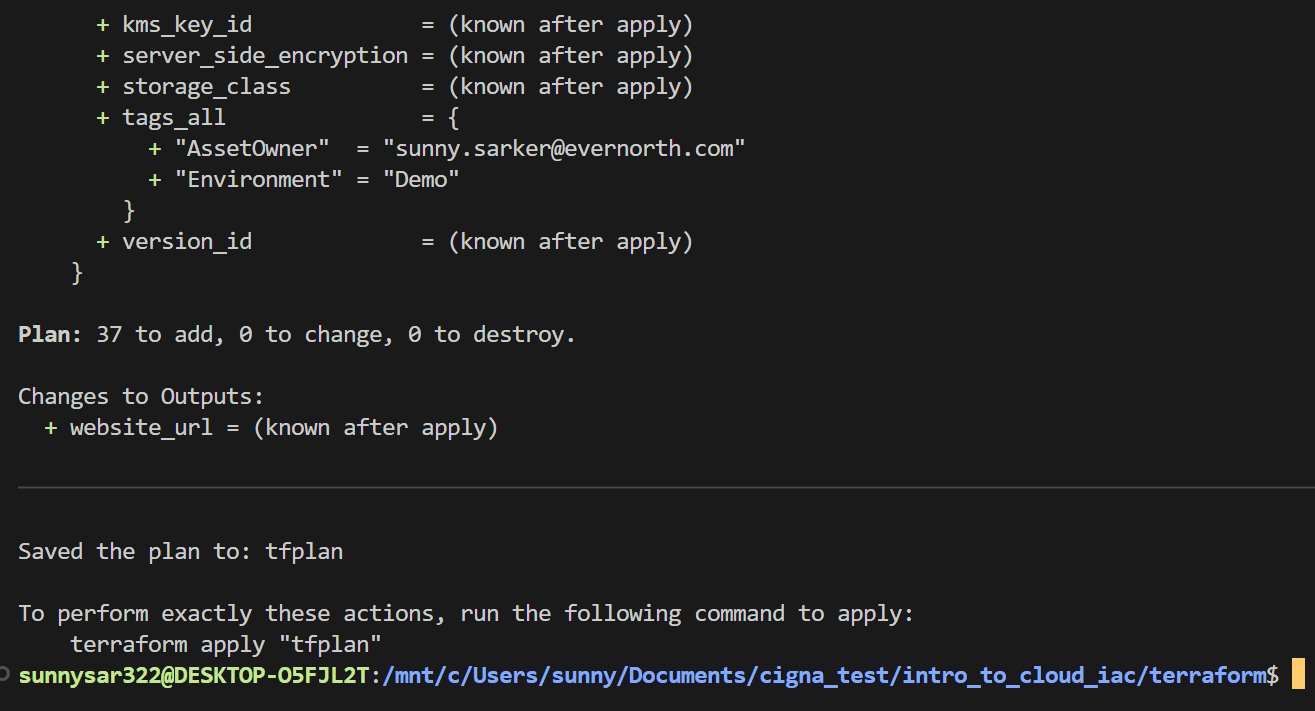 + kms_key_id             = (known after apply)
+ server_side_encryption = (known after apply)
+ storage_class          = (known after apply)
+ tags_all               = {
+ "AssetOwner"  = "sunny.sarker@evernorth.com"
+ "Environment" = "Demo"
}
+ version_id             = (known after apply)
}
Plan: 37 to add, 0 to change, 0 to destroy.
Changes to Outputs:
+ website_url = (known after apply)
Saved the plan to: tfplan
To perform exactly these actions, run the following command to apply:
terraform apply "tfplan"
sunnysar322@DESKTOP-O5FJL2T:/mnt/c/Users/sunny/Documents/cigna_test/intro_to_cloud_iac/terraform$